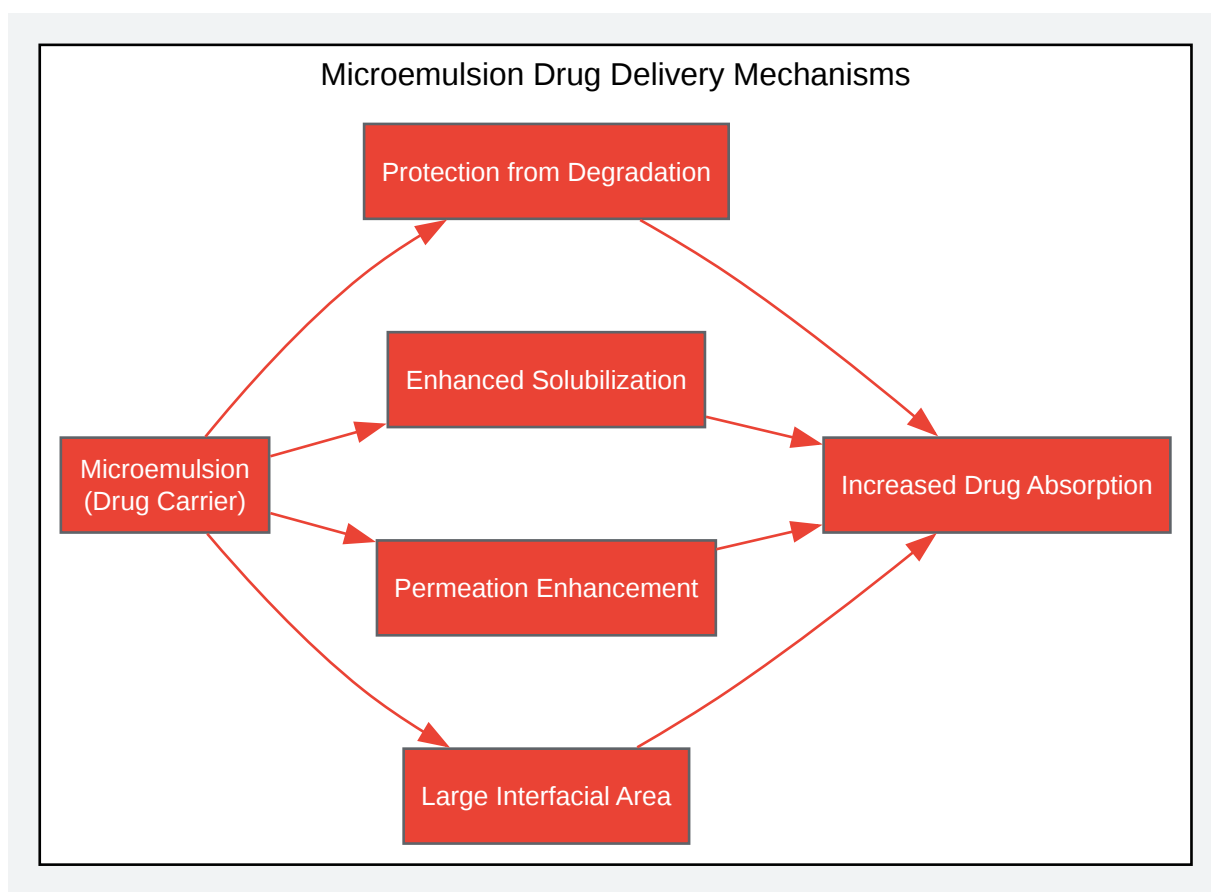 Microemulsion Drug Delivery Mechanisms
Protection from Degradation
Enhanced Solubilization
Microemulsion
(Drug Carrier)
Increased Drug Absorption
Permeation Enhancement
Large Interfacial Area